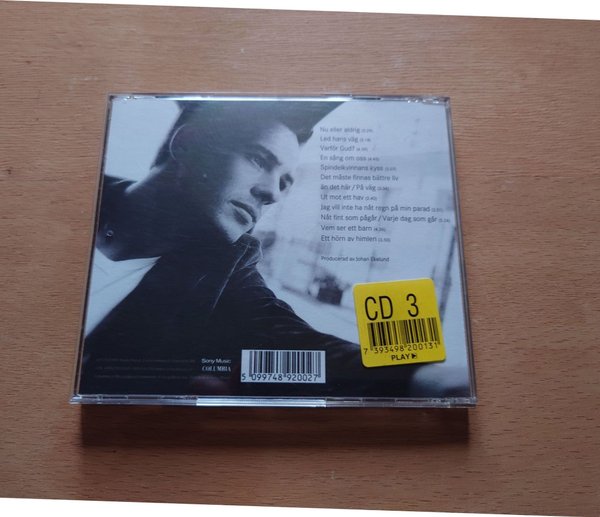 Nu eller aldrig
Led hans väg
Varför Gud?
En sång om oss
Spindelkvinnans kyss
Det måste finnas bättre liv
än det här / På väg
Ut mot ett hav
Jag vill inte ha nåt regn på min parad
Nåt fint som pågår / Varje dag som går
Vem ser ett barn
Ett hörn av himlen
Producerad av Johan Ekelund
CD 3
7 393498 200131
PLAY
Sony Music
COLUMBIA
5 099748 920027